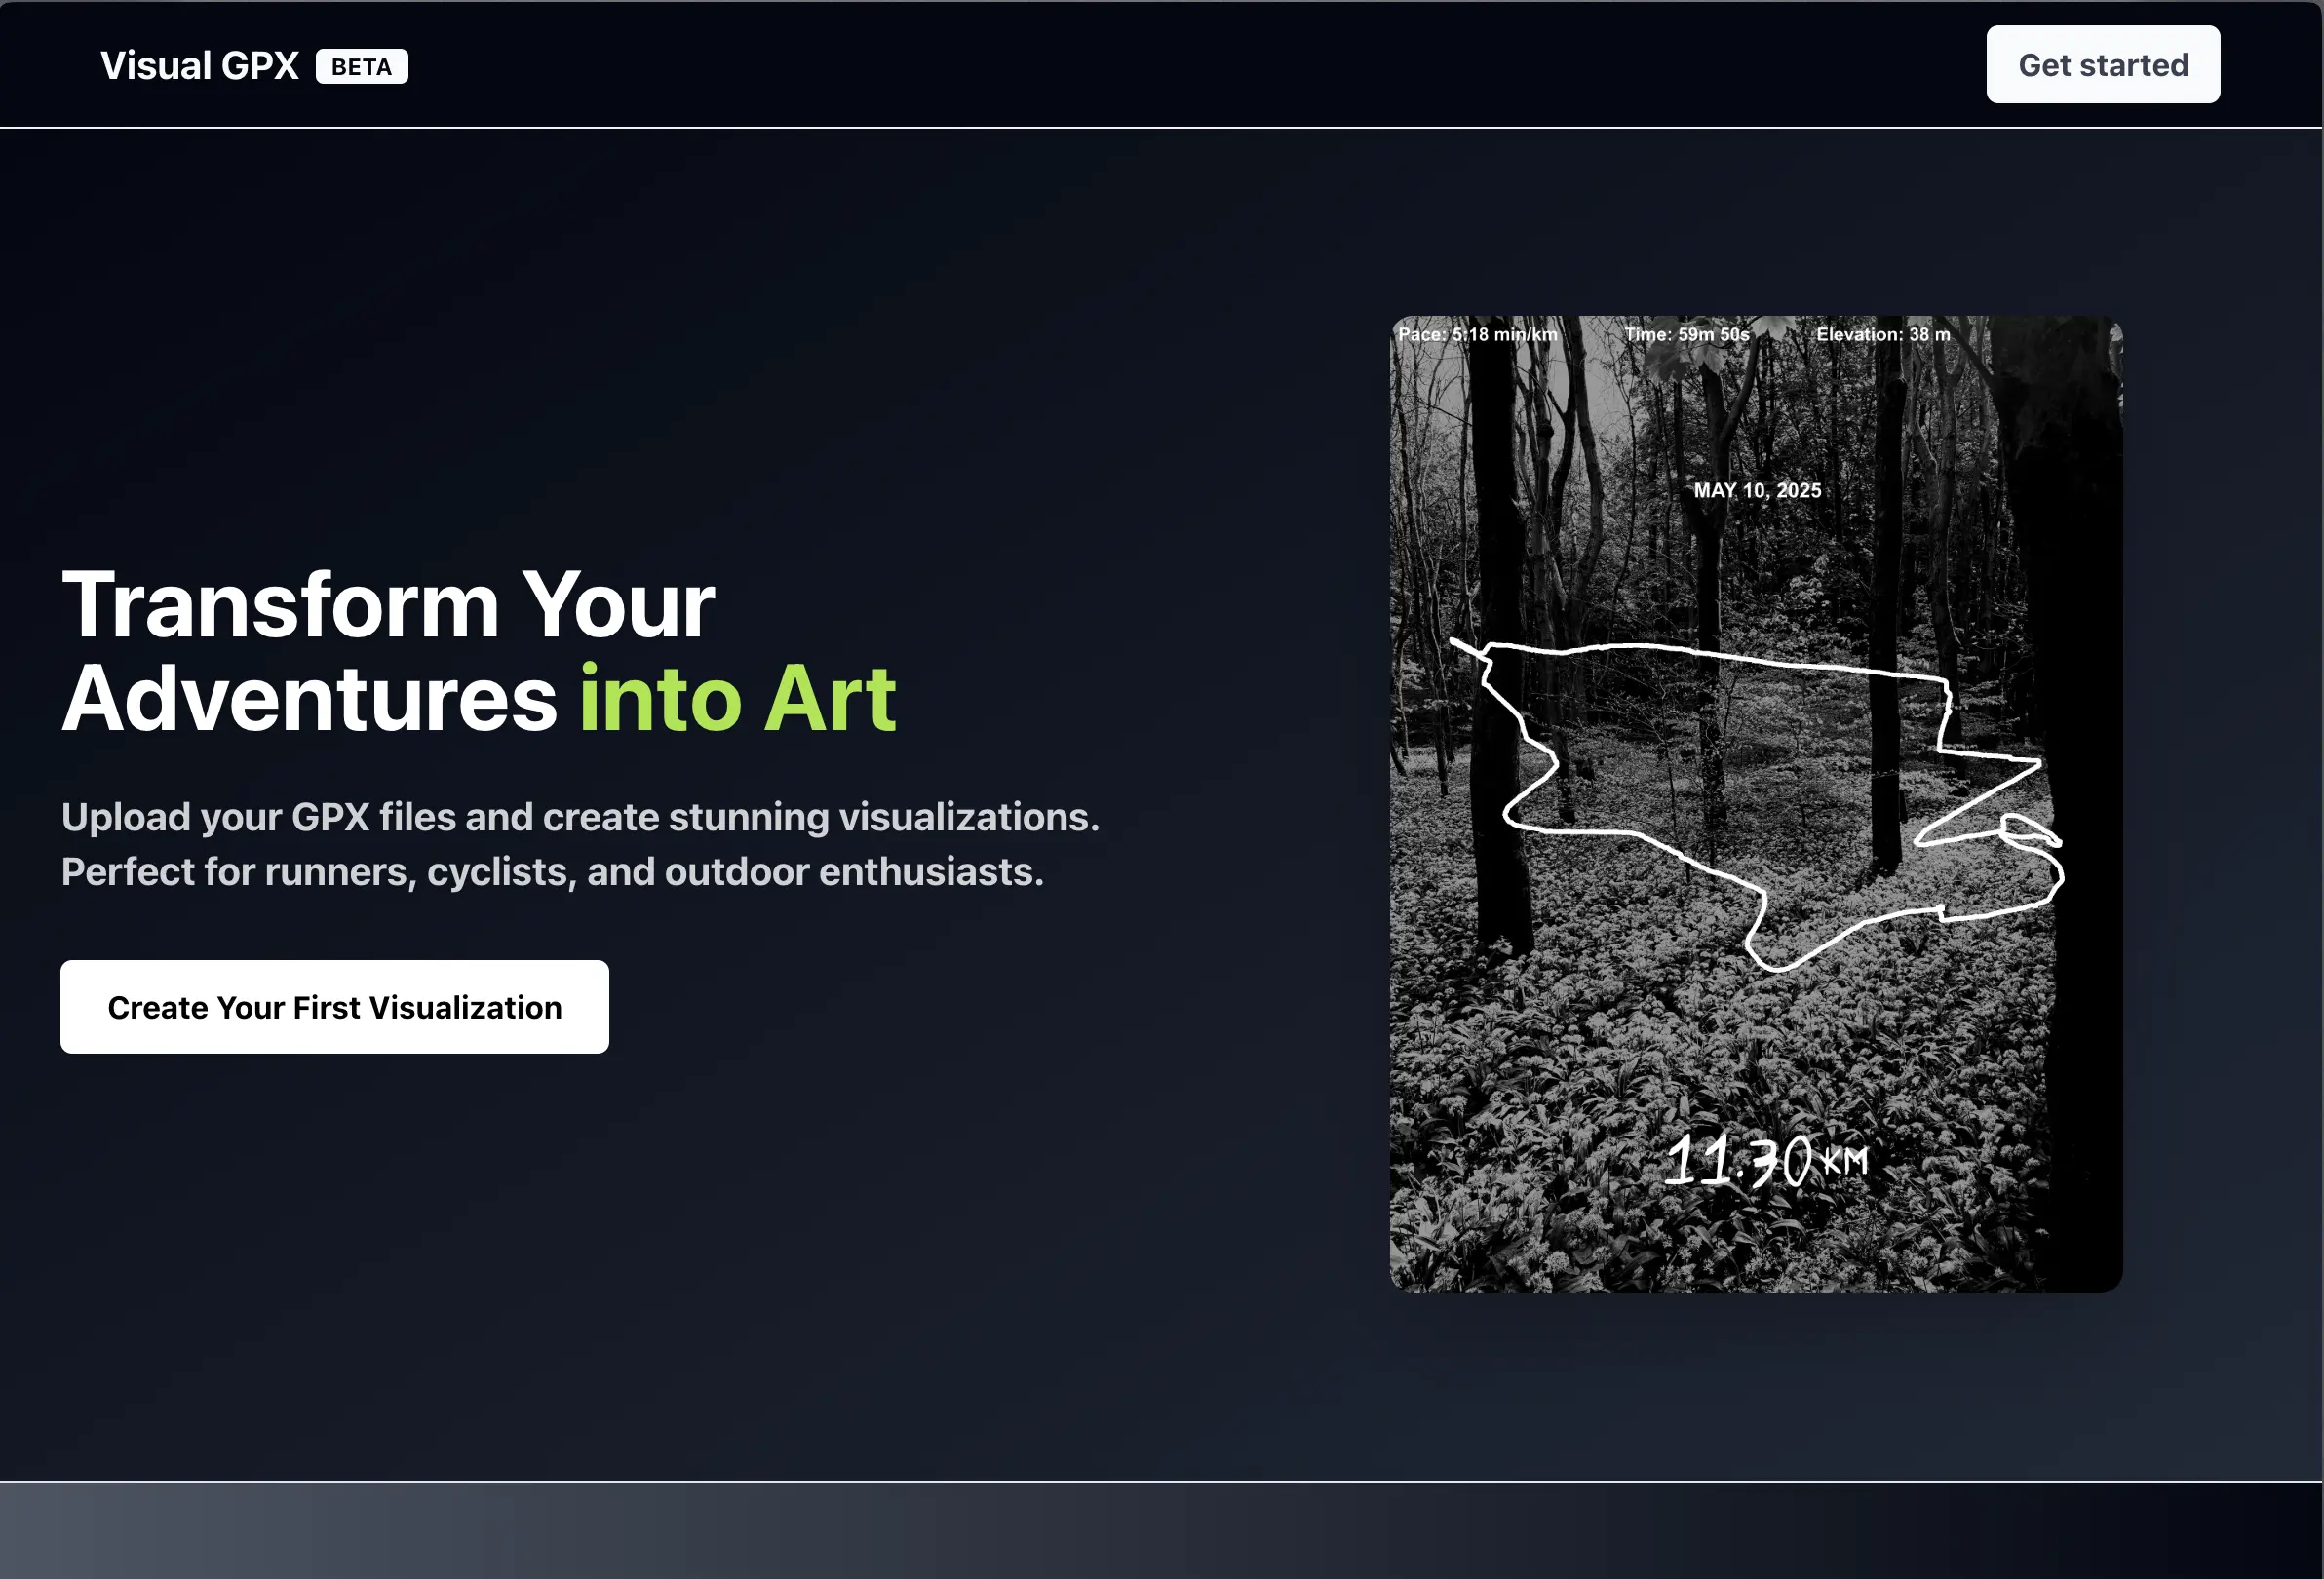 Visual GPX BETA
Get started
Transform Your
Adventures into Art
Upload your GPX files and create stunning visualizations.
Perfect for runners, cyclists, and outdoor enthusiasts.
Create Your First Visualization
Pace: 5:18 min/km Time: 59m 50s Elevation: 38 m
MAY 10, 2025
11.30 KM